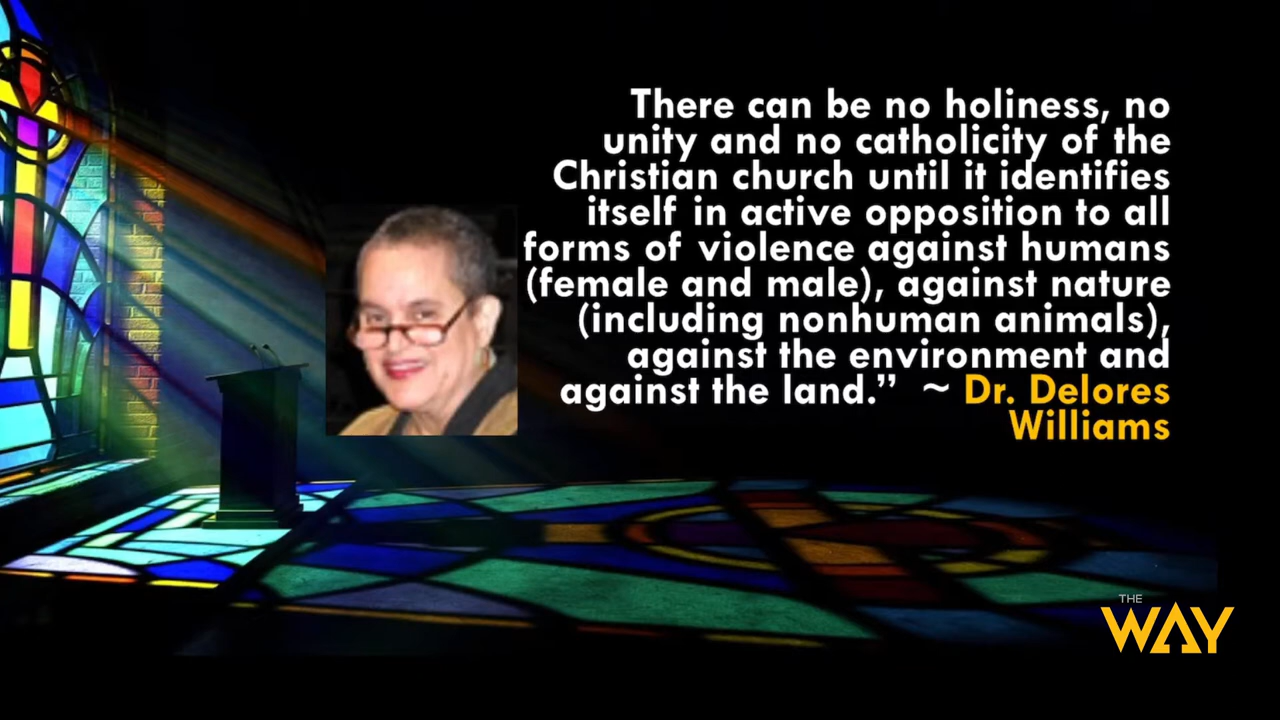 There can be no holiness, no
unity and no catholicity of the
Christian church until it identifies
itself in active opposition to all
forms of violence against humans
(female and male), against nature
(including nonhuman animals),
against the environment and
against the land.”  ~ Dr. Delores
Williams
THE
WAY